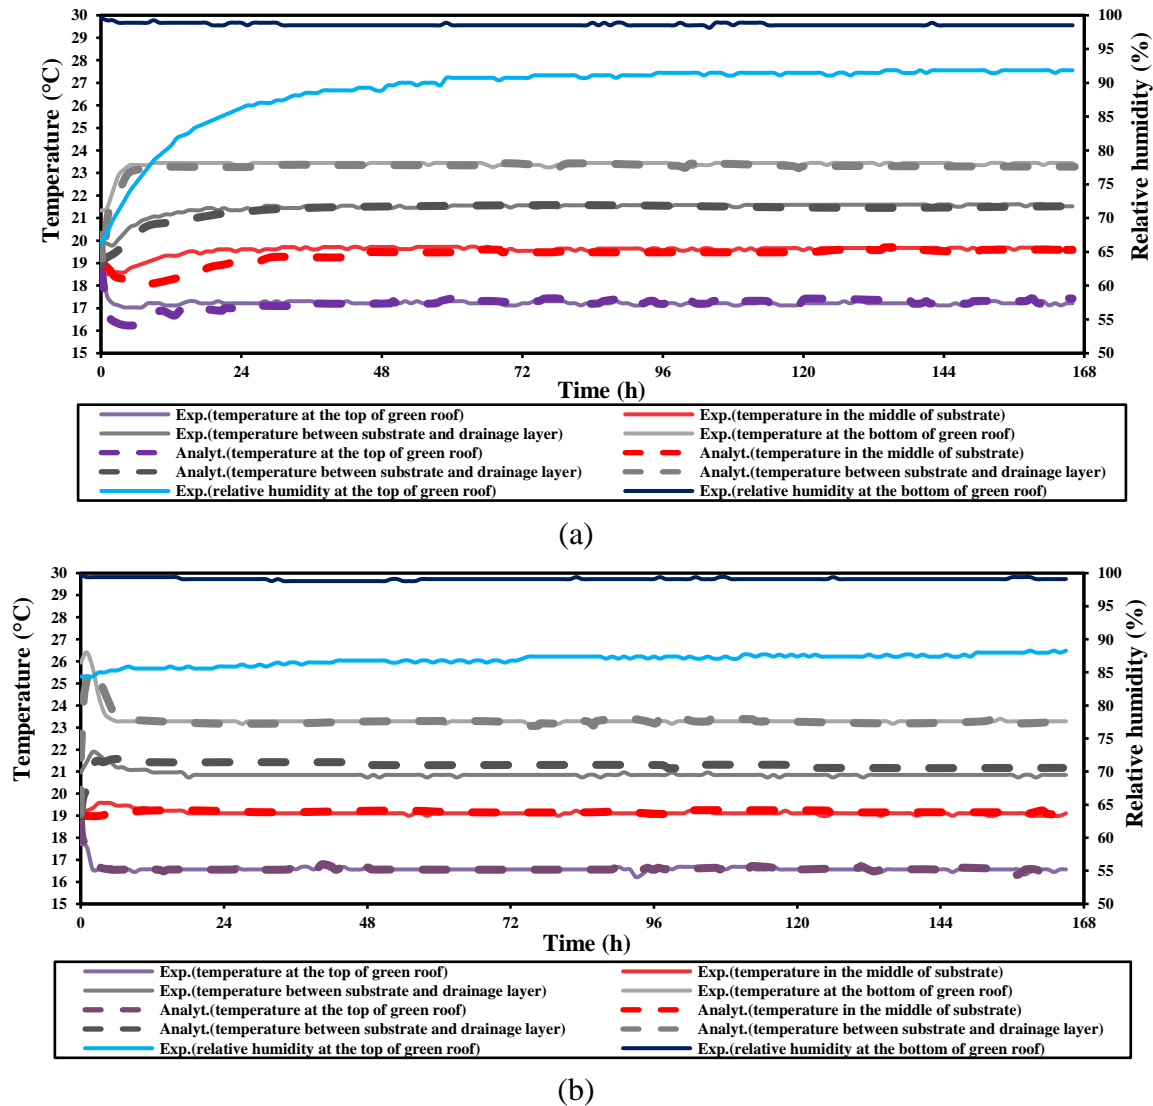 30
29
28
27
26
25
24
23
22
21
20
19
18
17
16
15
Temperature (°C)
100
95
90
85
80
75
70
65
60
55
50
Relative humidity (%)
0 24 48 72 96 120 144 168
Time (h)
Exp.(temperature at the top of green roof) Exp.(temperature in the middle of substrate)
Exp.(temperature between substrate and drainage layer) Exp.(temperature at the bottom of green roof)
Analyt.(temperature at the top of green roof) Analyt.(temperature in the middle of substrate)
Analyt.(temperature between substrate and drainage layer) Analyt.(temperature between substrate and drainage layer)
Exp.(relative humidity at the top of green roof) Exp.(relative humidity at the bottom of green roof)
(a)
30
29
28
27
26
25
24
23
22
21
20
19
18
17
16
15
Temperature (°C)
100
95
90
85
80
75
70
65
60
55
50
Relative humidity (%)
0 24 48 72 96 120 144 168
Time (h)
Exp.(temperature at the top of green roof) Exp.(temperature in the middle of substrate)
Exp.(temperature between substrate and drainage layer) Exp.(temperature at the bottom of green roof)
Analyt.(temperature at the top of green roof) Analyt.(temperature in the middle of substrate)
Analyt.(temperature between substrate and drainage layer) Analyt.(temperature between substrate and drainage layer)
Exp.(relative humidity at the top of green roof) Exp.(relative humidity at the bottom of green roof)
(b)